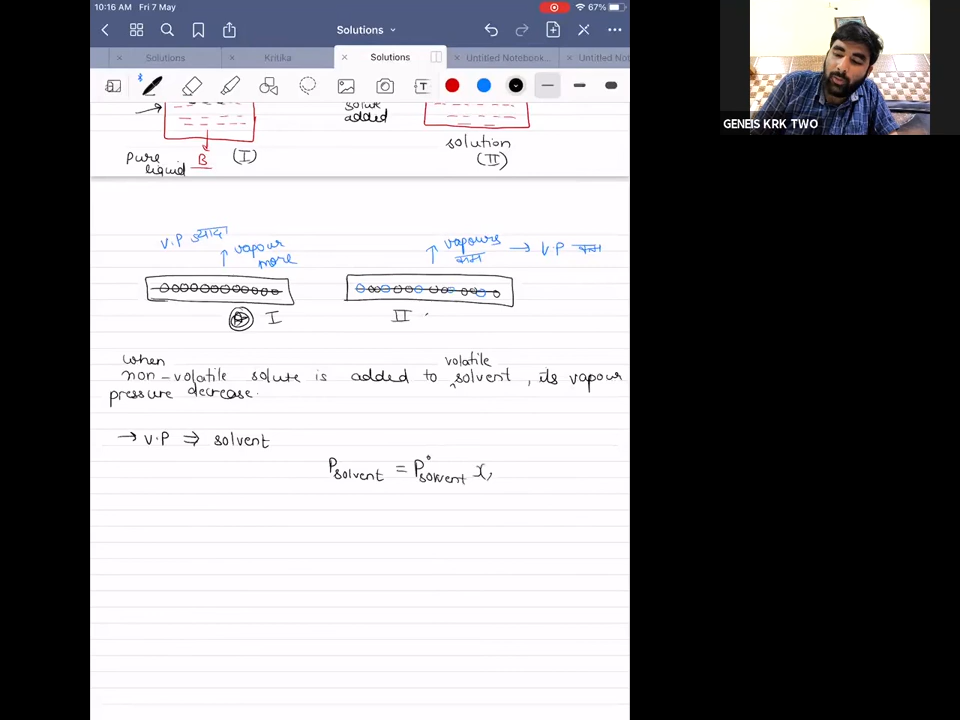 10:16 AM Fri 7 May
67%
Solutions
Solutions
Kritika
Solutions
Untitled Notebook...
Untitled No
T
GENEIS KRK TWO
solute
added
Pure
liquid B (I)
solution
(II)
V.P ज्यादा
vapour
more
vapours
कम
→ V.P कम
I
II
when
non-volatile solute is added to solvent, its vapour
volatile
pressure decrease.
→ V.P ⇒ solvent
P solvent = P° solvent x,